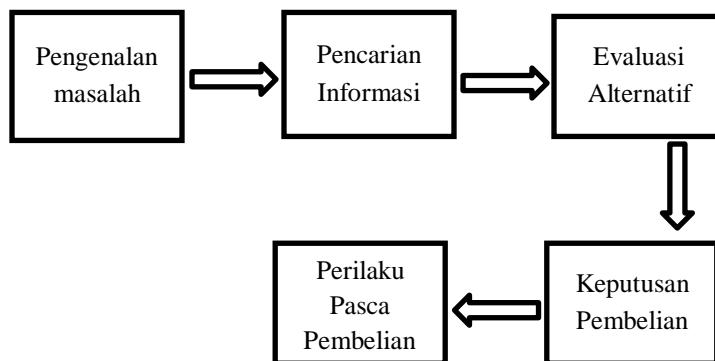 Pengenalan
masalah
Pencarian
Informasi
Evaluasi
Alternatif
Keputusan
Pembelian
Perilaku
Pasca
Pembelian